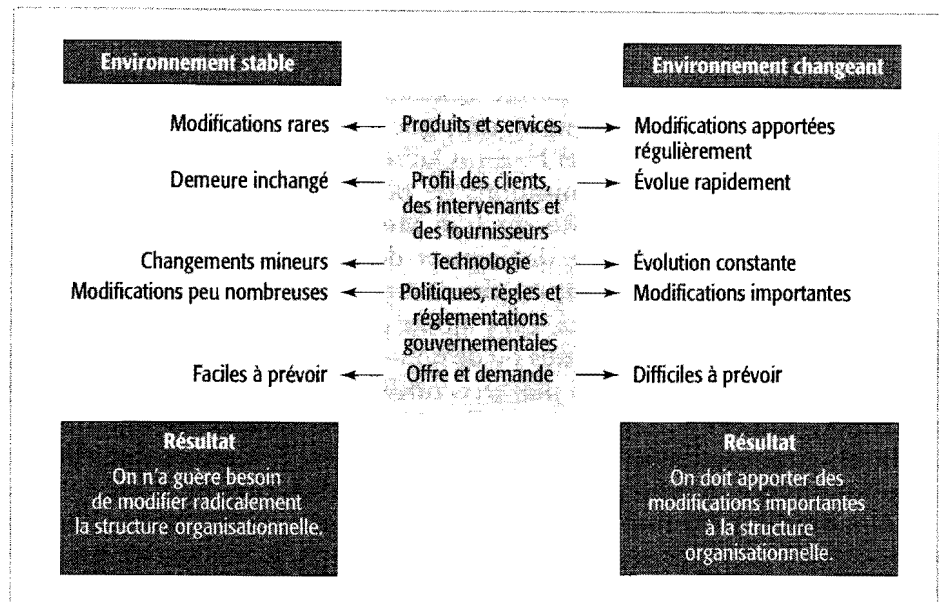 Environnement stable
Environnement changeant
Modifications rares
Produits et services
Modifications apportées
régulièrement
Demeure inchangé
Profil des clients,
des intervenants et
des fournisseurs
Évolue rapidement
Changements mineurs
Technologie
Évolution constante
Modifications peu nombreuses
Politiques, règles et
réglementations
gouvernementales
Modifications importantes
Faciles à prévoir
Offre et demande
Difficiles à prévoir
Résultat
On n'a guère besoin
de modifier radicalement
la structure organisationnelle.
Résultat
On doit apporter des
modifications importantes
à la structure
organisationnelle.